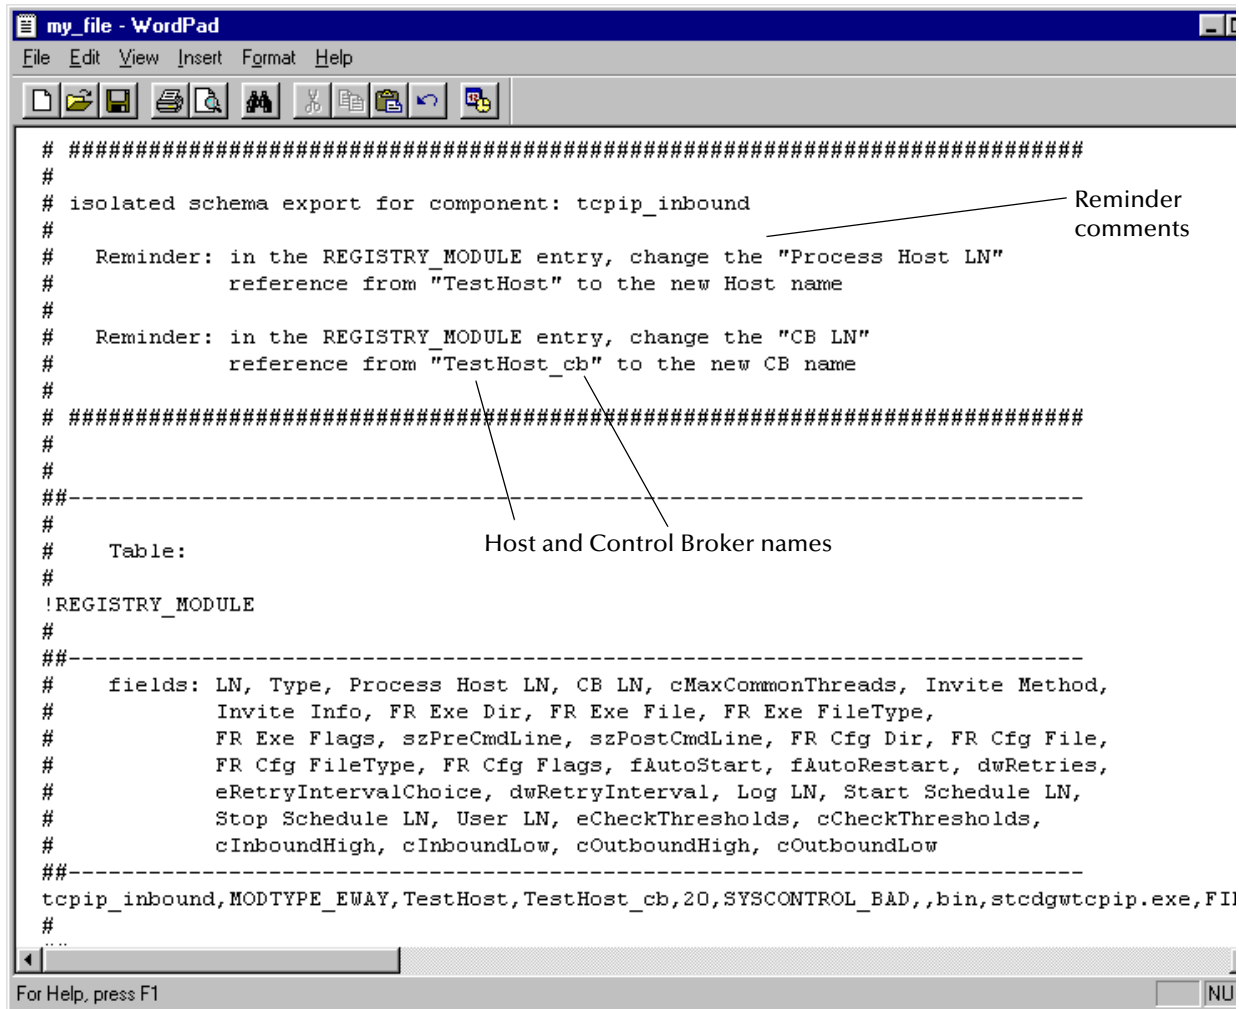 my_file - WordPad
File Edit View Insert Format Help
# ############################################################################
#
# isolated schema export for component: tcpip_inbound
Reminder comments
#
#   Reminder: in the REGISTRY_MODULE entry, change the "Process Host LN"
#             reference from "TestHost" to the new Host name
#
#   Reminder: in the REGISTRY_MODULE entry, change the "CB LN"
#             reference from "TestHost_cb" to the new CB name
#
# ############################################################################
#
#
##----------------------------------------------------------------------------
#
Host and Control Broker names
#    Table:
#
!REGISTRY_MODULE
#
##----------------------------------------------------------------------------
#    fields: LN, Type, Process Host LN, CB LN, cMaxCommonThreads, Invite Method,
#            Invite Info, FR Exe Dir, FR Exe File, FR Exe FileType,
#            FR Exe Flags, szPreCmdLine, szPostCmdLine, FR Cfg Dir, FR Cfg File,
#            FR Cfg FileType, FR Cfg Flags, fAutoStart, fAutoRestart, dwRetries,
#            eRetryIntervalChoice, dwRetryInterval, Log LN, Start Schedule LN,
#            Stop Schedule LN, User LN, eCheckThresholds, cCheckThresholds,
#            cInboundHigh, cInboundLow, cOutboundHigh, cOutboundLow
##----------------------------------------------------------------------------
tcpip_inbound,MODTYPE_EWAY,TestHost,TestHost_cb,20,SYSCONTROL_BAD,,bin,stcdgwtcpip.exe,
#
For Help, press F1
NU